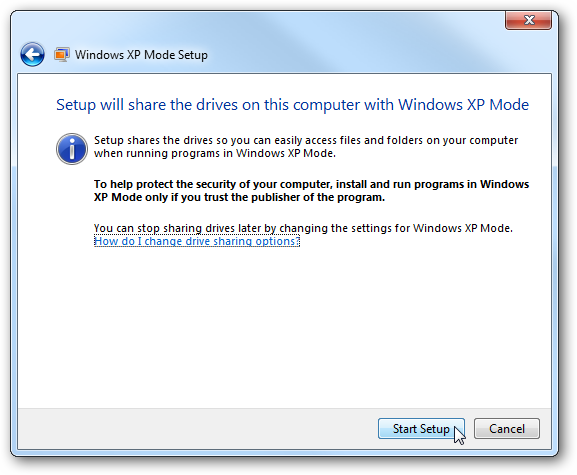 Windows XP Mode Setup
Setup will share the drives on this computer with Windows XP Mode
Setup shares the drives so you can easily access files and folders on your computer
when running programs in Windows XP Mode.
To help protect the security of your computer, install and run programs in Windows
XP Mode only if you trust the publisher of the program.
You can stop sharing drives later by changing the settings for Windows XP Mode.
How do I change drive sharing options?
Start Setup
Cancel